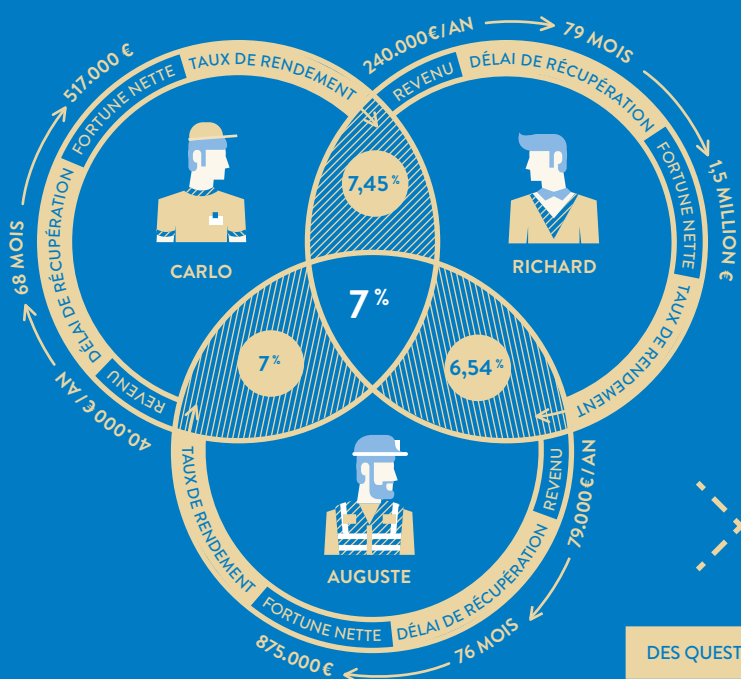 40.000 €/AN
68 MOIS
517.000 €
REVENU
DÉLAI DE RÉCUPÉRATION
FORTUNE NETTE
TAUX DE RENDEMENT
CARLO
240.000 €/AN
79 MOIS
1,5 MILLION €
REVENU
DÉLAI DE RÉCUPÉRATION
FORTUNE NETTE
TAUX DE RENDEMENT
RICHARD
7,45 %
7 %
7 %
6,54 %
79.000 €/AN
76 MOIS
875.000 €
REVENU
DÉLAI DE RÉCUPÉRATION
FORTUNE NETTE
TAUX DE RENDEMENT
AUGUSTE
DES QUEST